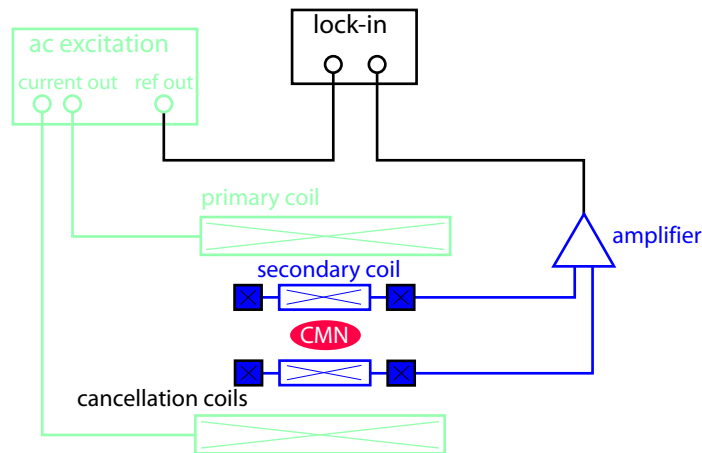 lock-in
ac excitation
current out
ref out
primary coil
amplifier
secondary coil
CMN
cancellation coils